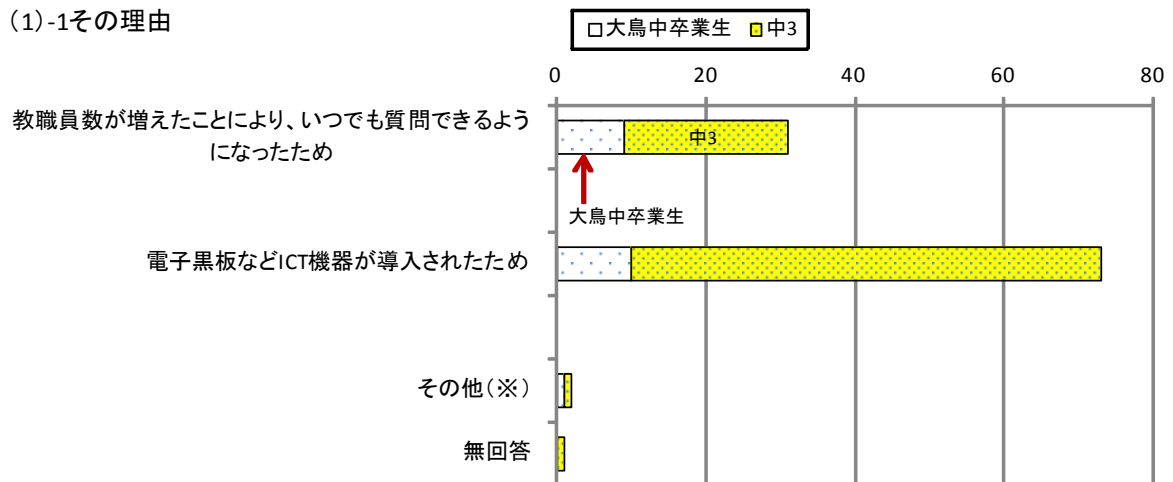 (1)-1その理由
大鳥中卒業生 中3
0 20 40 60 80
教職員数が増えたことにより、いつでも質問できるよう
になったため
中3
大鳥中卒業生
電子黒板などICT機器が導入されたため
その他(※)
無回答